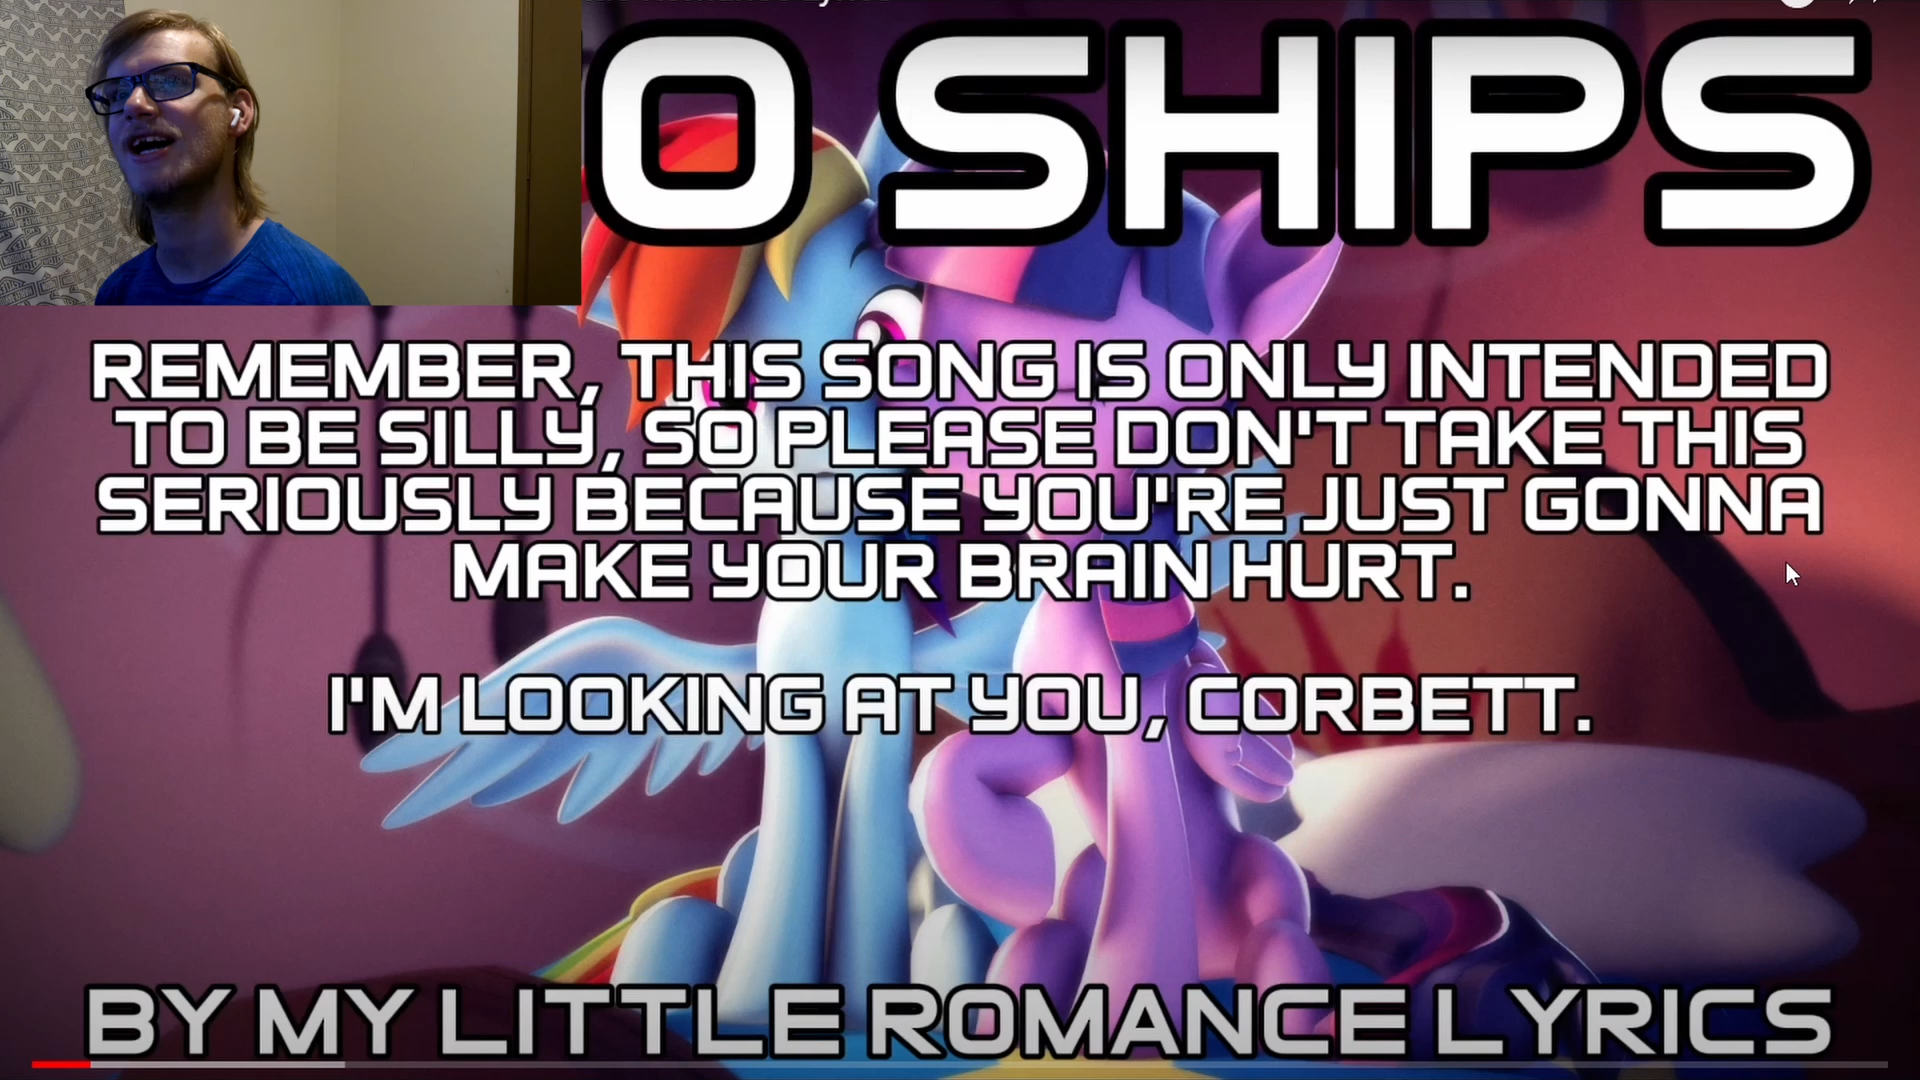 O SHIPS
REMEMBER, THIS SONG IS ONLY INTENDED
TO BE SILLY, SO PLEASE DON'T TAKE THIS
SERIOUSLY BECAUSE YOU'RE JUST GONNA
MAKE YOUR BRAIN HURT.
I'M LOOKING AT YOU, CORBETT.
BY MY LITTLE ROMANCE LYRICS